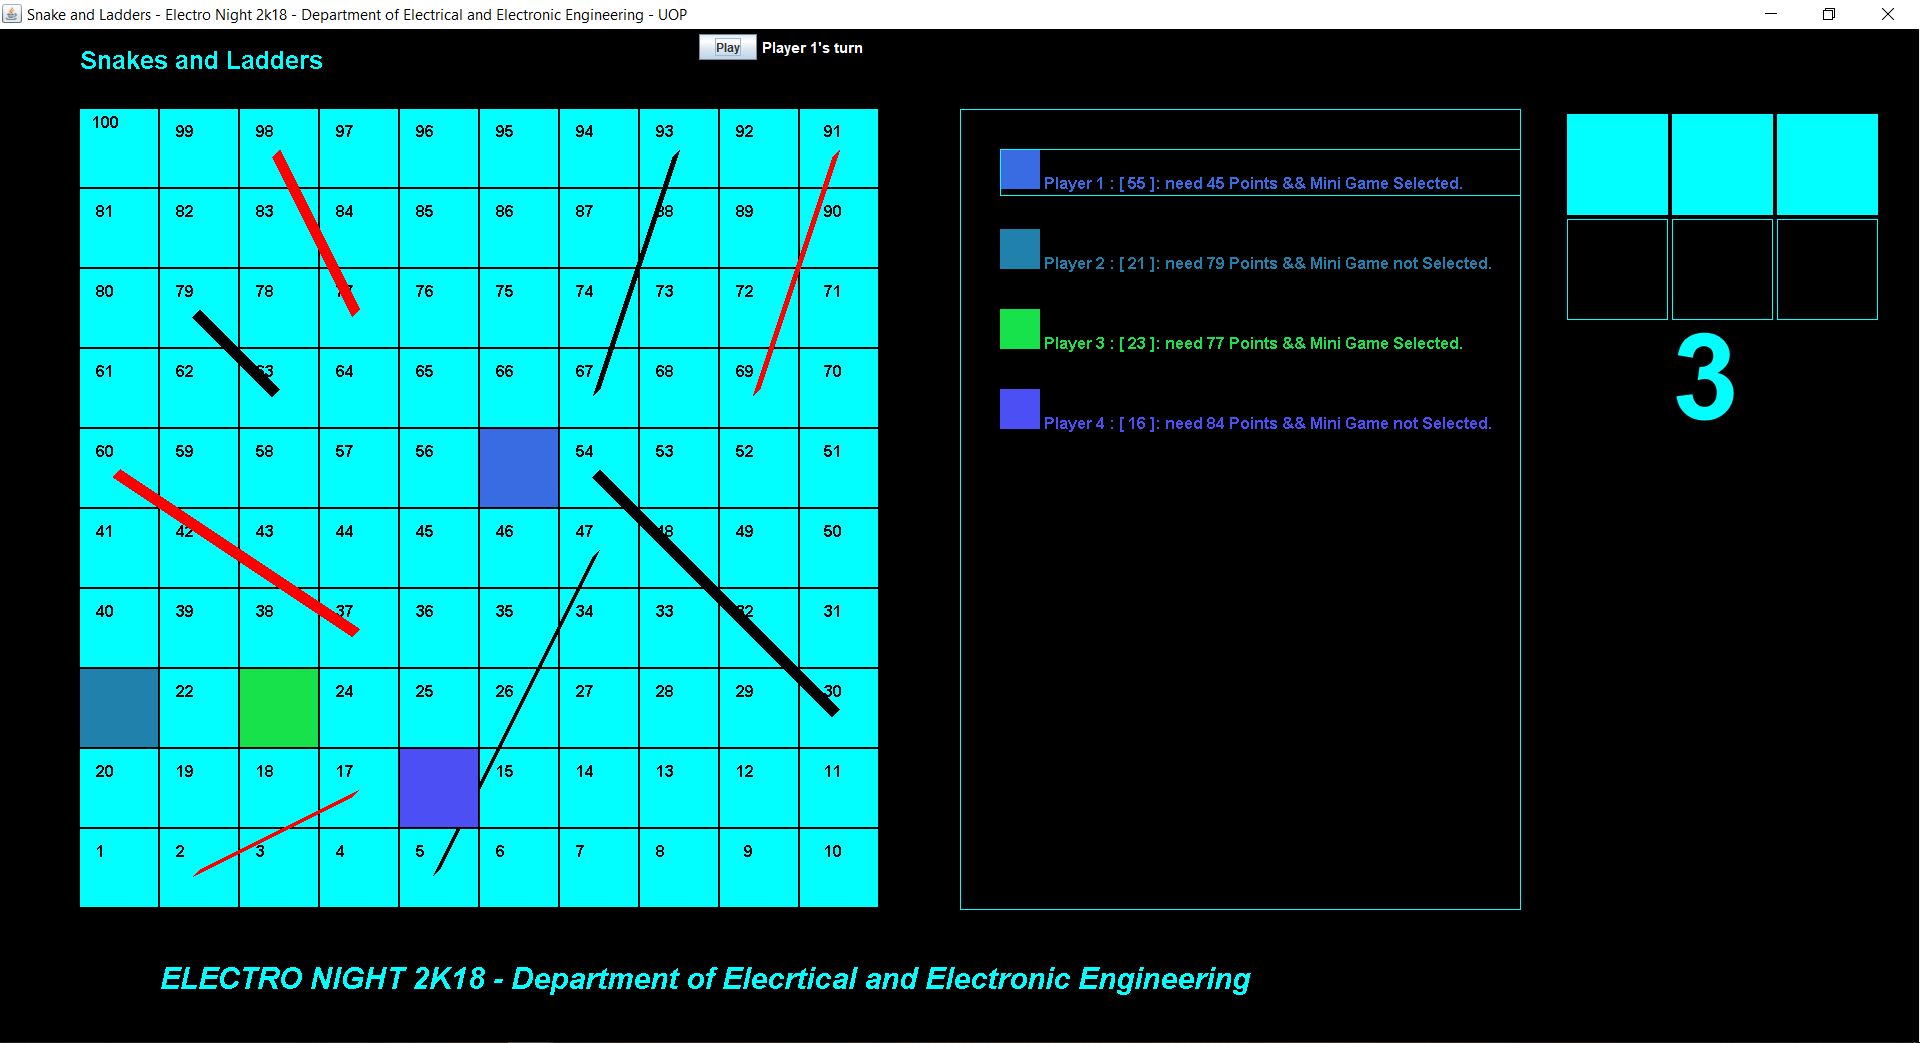 Snake and Ladders - Electro Night 2k18 - Department of Electrical and Electronic Engineering - UOP
Play Player 1's turn
Snakes and Ladders
100 99 98 97 96 95 94 93 92 91
81 82 83 84 85 86 87 88 89 90
80 79 78 77 76 75 74 73 72 71
61 62 63 64 65 66 67 68 69 70
60 59 58 57 56 54 53 52 51
41 42 43 44 45 46 47 48 49 50
40 39 38 37 36 35 34 33 32 31
22 24 25 26 27 28 29 30
20 19 18 17 15 14 13 12 11
1 2 3 4 5 6 7 8 9 10
Player 1 : [ 55 ]: need 45 Points && Mini Game Selected.
Player 2 : [ 21 ]: need 79 Points && Mini Game not Selected.
Player 3 : [ 23 ]: need 77 Points && Mini Game Selected.
Player 4 : [ 16 ]: need 84 Points && Mini Game not Selected.
3
ELECTRO NIGHT 2K18 - Department of Elecrtical and Electronic Engineering